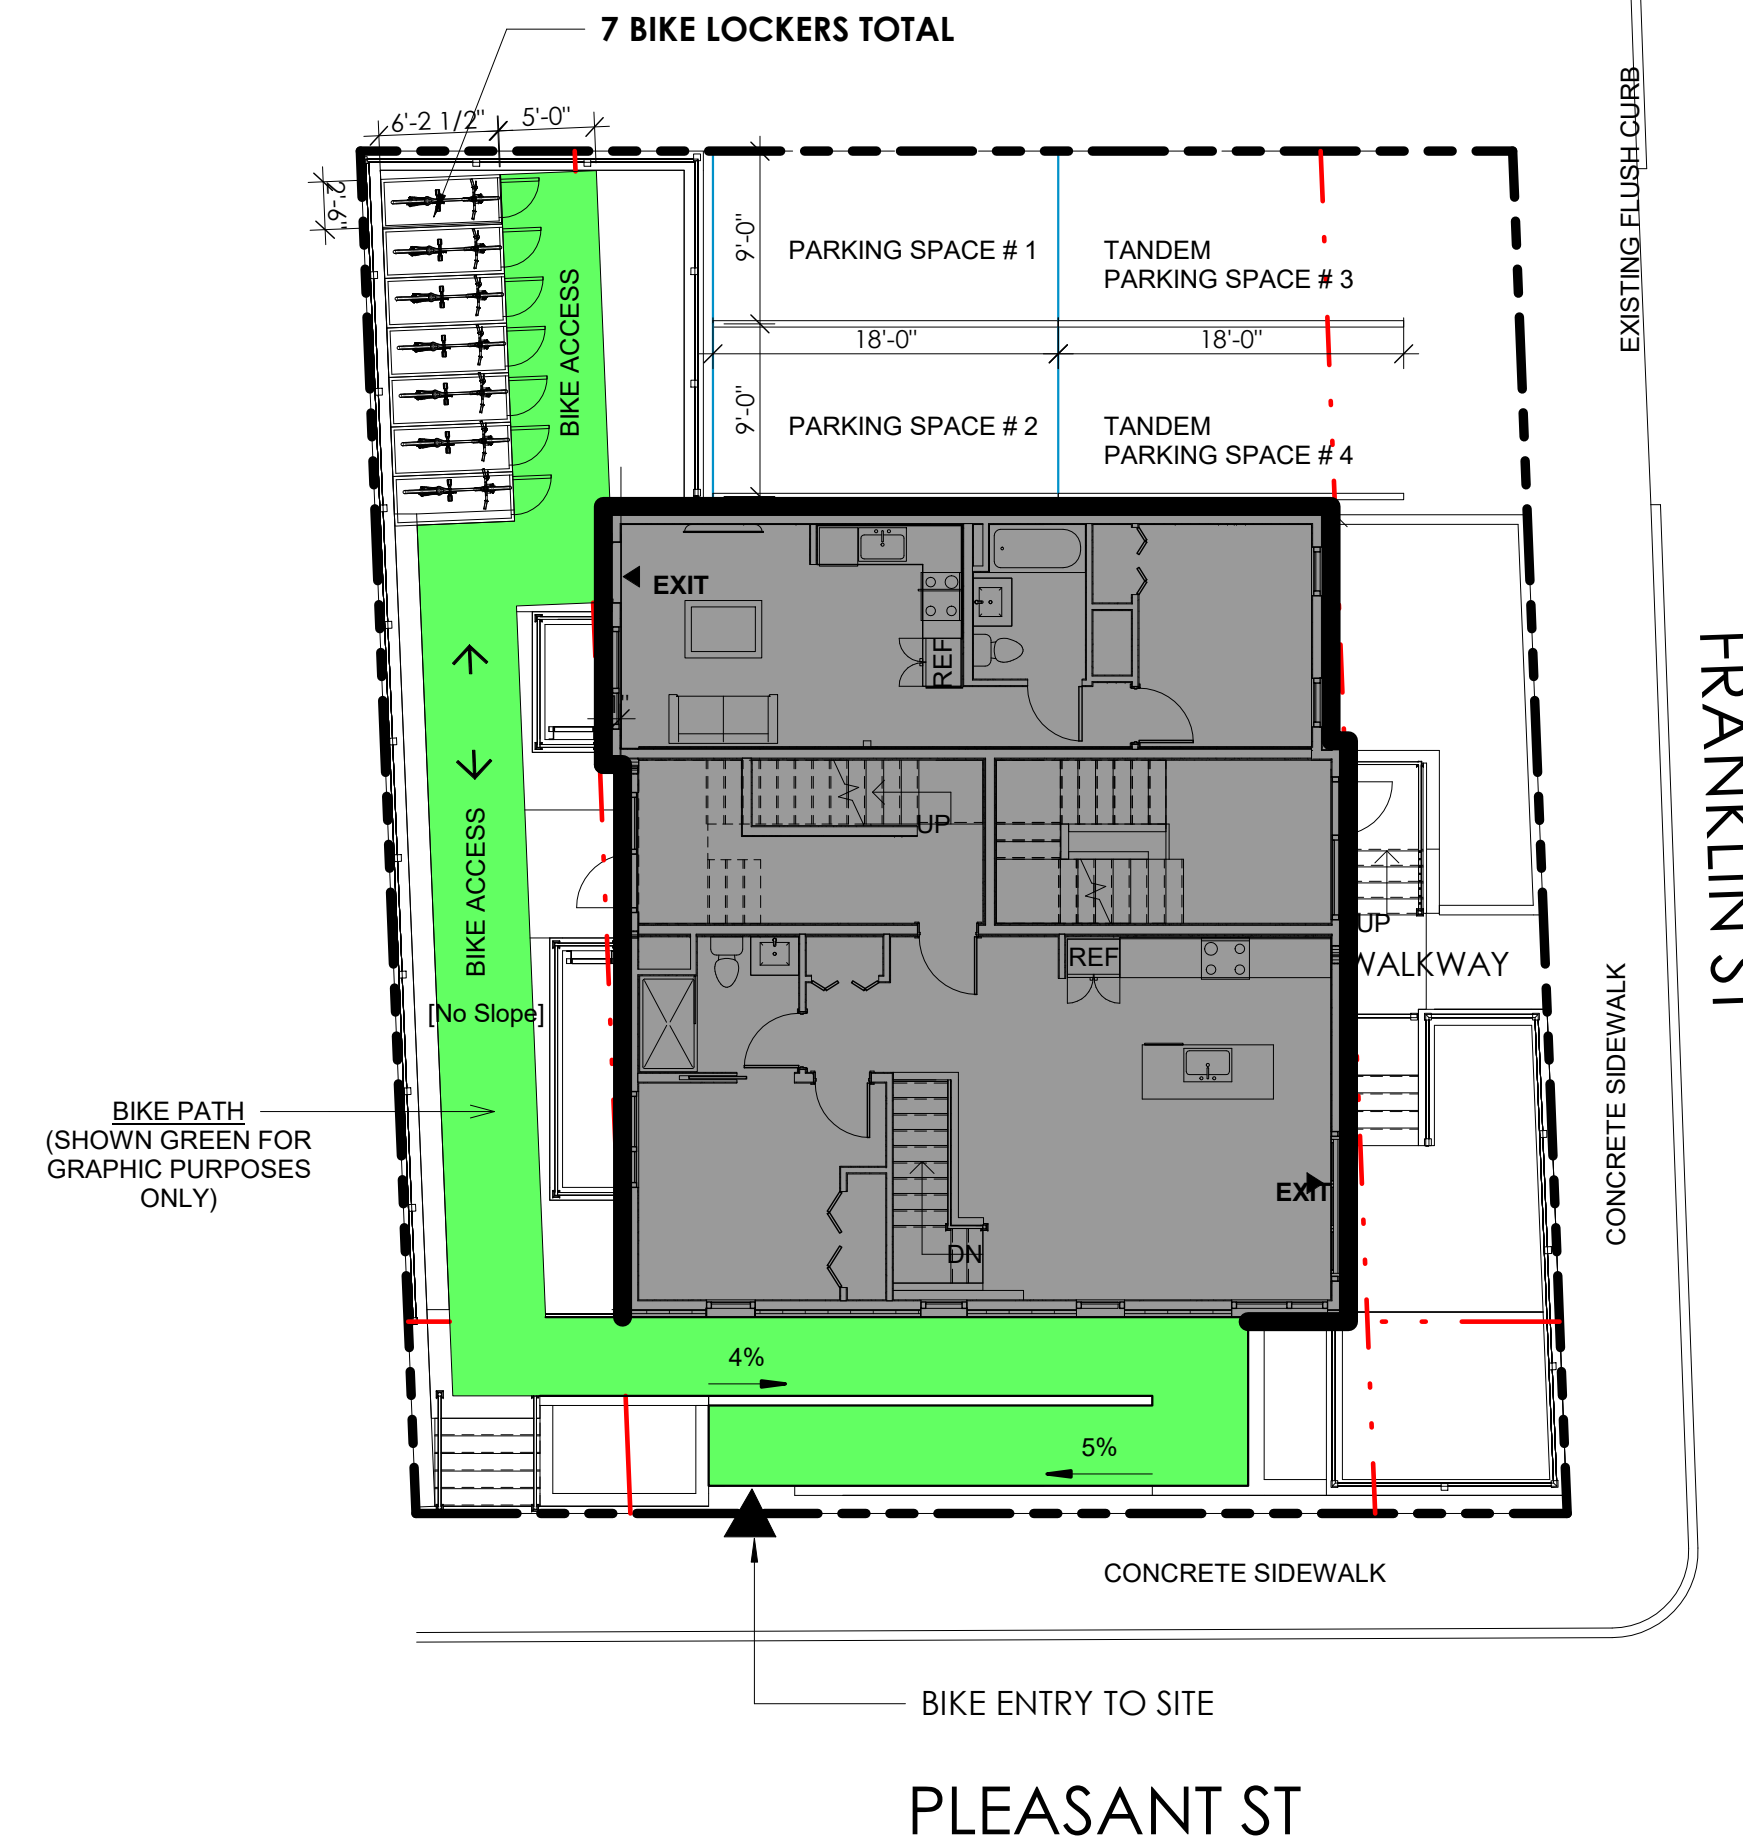 7 BIKE LOCKERS TOTAL
6'-2 1/2"
5'-0"
2'-6"
EXISTING FLUSH CURB
9'-0"
PARKING SPACE # 1
TANDEM
PARKING SPACE # 3
BIKE ACCESS
18'-0"
18'-0"
9'-0"
PARKING SPACE # 2
TANDEM
PARKING SPACE # 4
EXIT
REF
FRANKLIN ST
UP
BIKE ACCESS
UP
REF
WALKWAY
[No Slope]
CONCRETE SIDEWALK
BIKE PATH
(SHOWN GREEN FOR
GRAPHIC PURPOSES
ONLY)
EXIT
DN
4%
5%
CONCRETE SIDEWALK
BIKE ENTRY TO SITE
PLEASANT ST